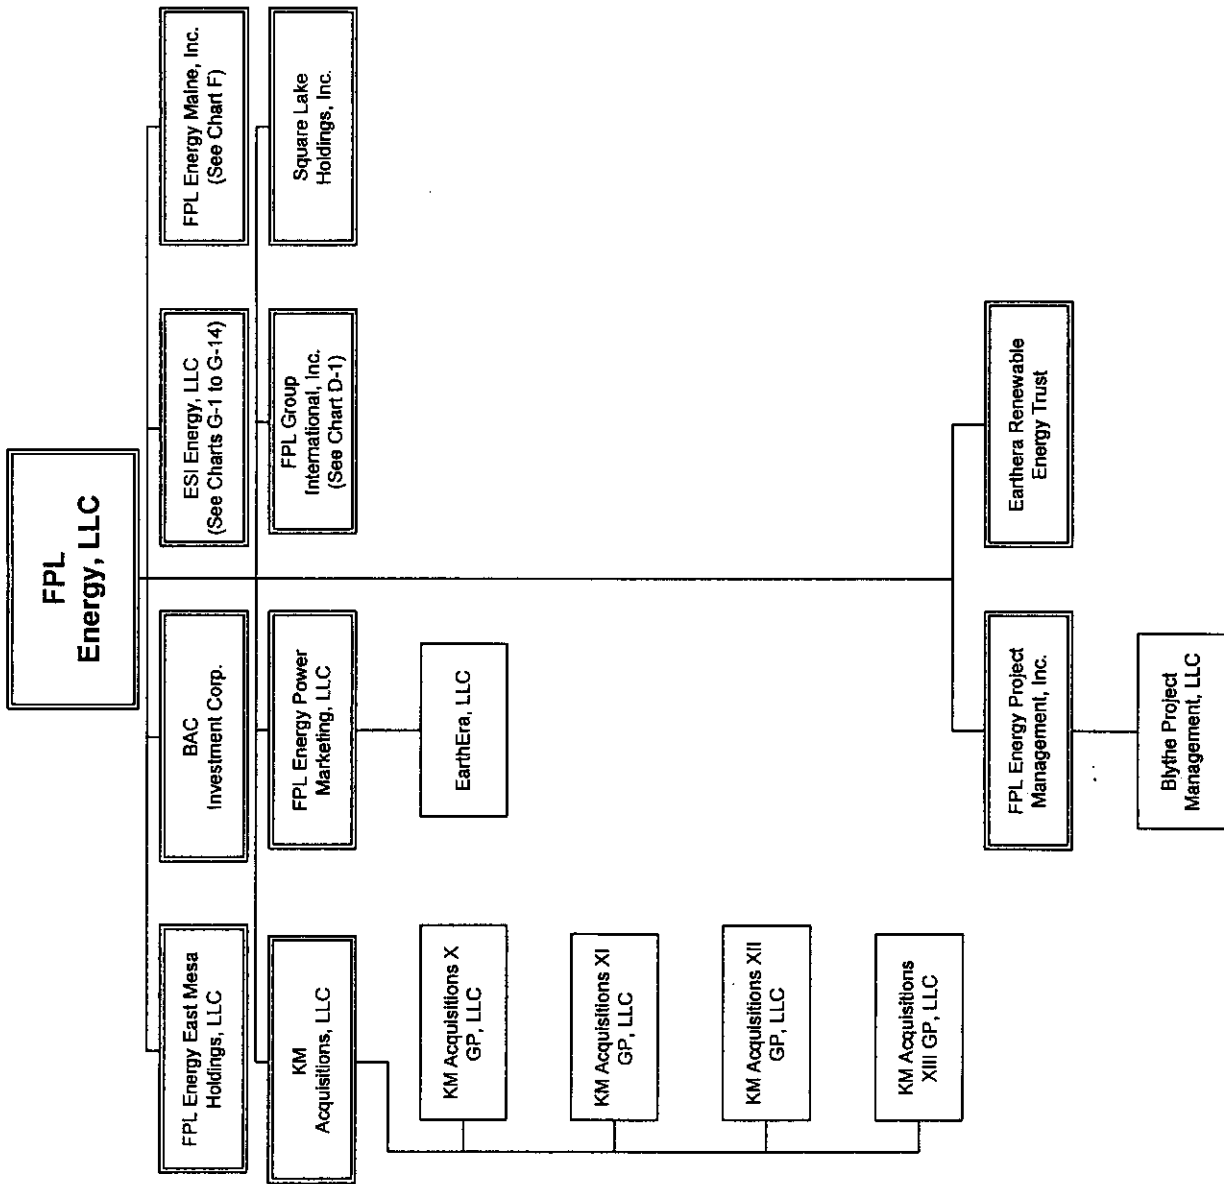 FPL
Energy, LLC
FPL Energy East Mesa
Holdings, LLC
BAC
Investment Corp.
ESI Energy, LLC
(See Charts G-1 to G-14)
FPL Energy Maine, Inc.
(See Chart F)
KM
Acquisitions, LLC
FPL Energy Power
Marketing, LLC
FPL Group
International, Inc.
(See Chart D-1)
Square Lake
Holdings, Inc.
KM Acquisitions X
GP, LLC
EarthEra, LLC
KM Acquisitions XI
GP, LLC
KM Acquisitions XII
GP, LLC
KM Acquisitions
XIII GP, LLC
FPL Energy Project
Management, Inc.
Earthera Renewable
Energy Trust
Blythe Project
Management, LLC